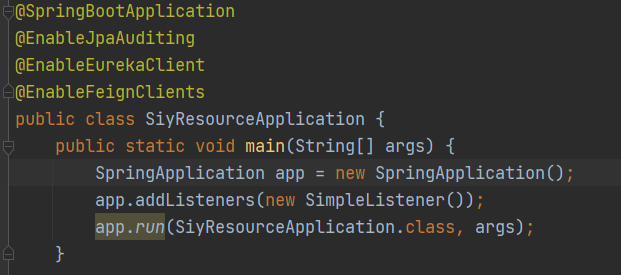 @SpringBootApplication
@EnableJpaAuditing
@EnableEurekaClient
@EnableFeignClients
public class SiyResourceApplication {
    public static void main(String[] args) {
        SpringApplication app = new SpringApplication();
        app.addListeners(new SimpleListener());
        app.run(SiyResourceApplication.class, args);
    }